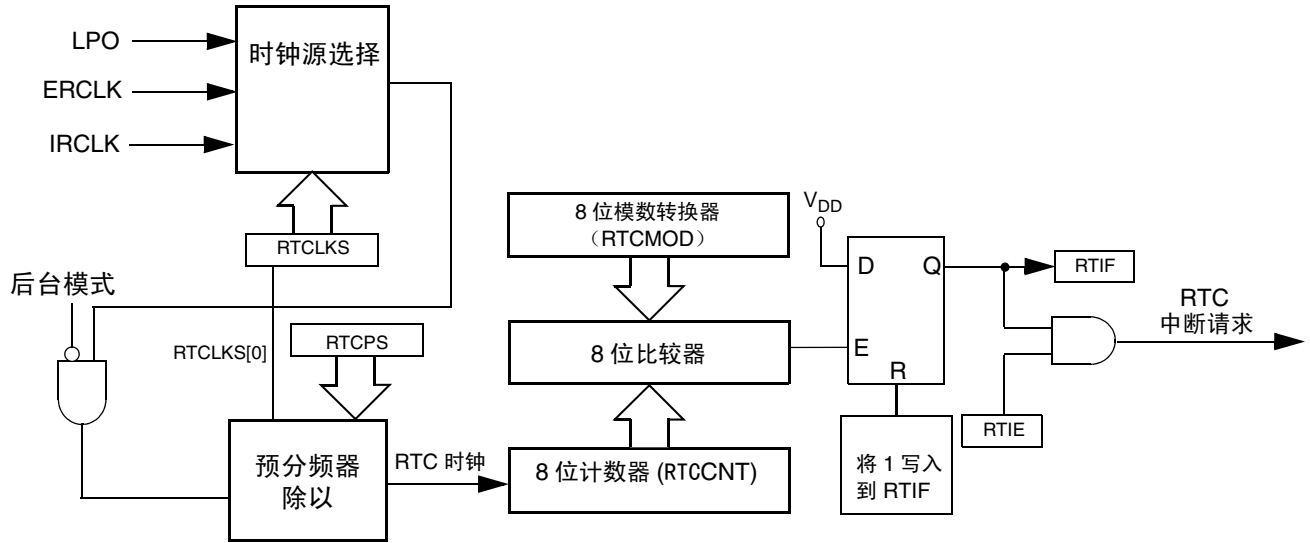 LPO
ERCLK
IRCLK
时钟源选择
RTCLKS
后台模式
RTCLKS[0]
RTCPS
预分频器
除以
RTC 时钟
8 位模数转换器
（RTCMOD）
8 位比较器
8 位计数器 (RTCCNT)
VDD
D
Q
E
R
将 1 写入
到 RTIF
RTIF
RTIE
RTC
中断请求